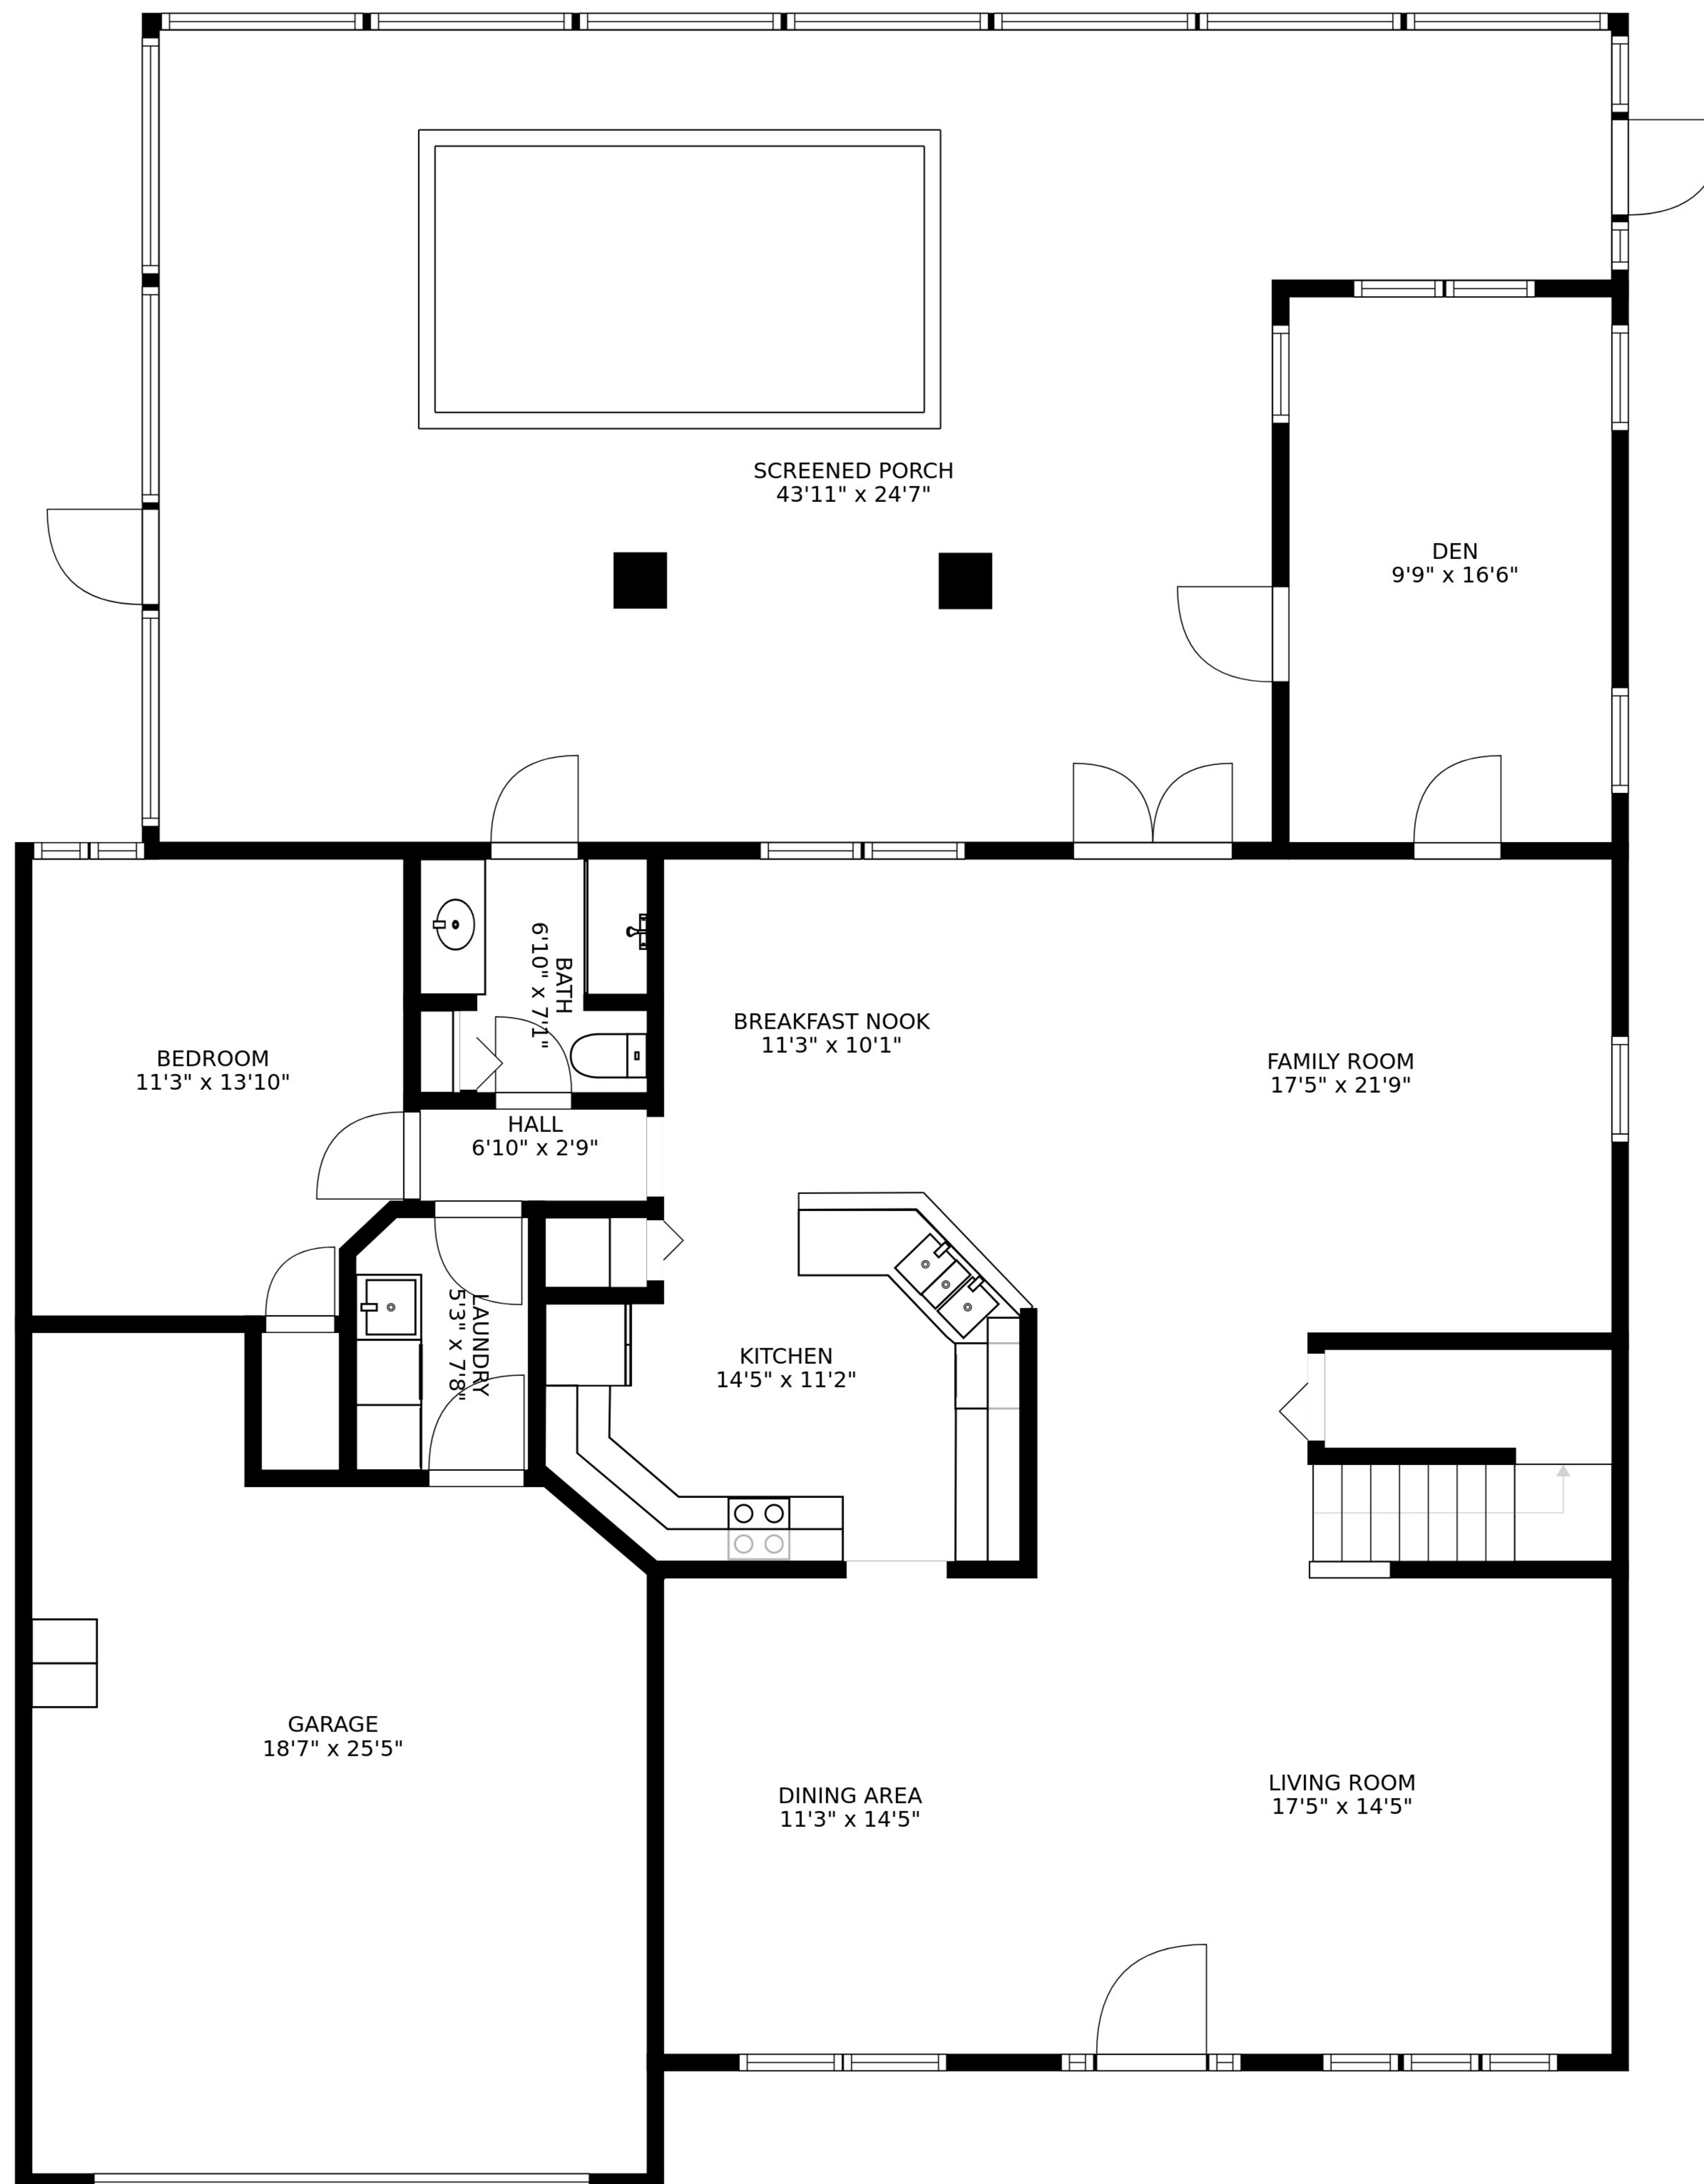 SCREENED PORCH
43'11" x 24'7"
DEN
9'9" x 16'6"
BATH
6'10" x 7'1"
BREAKFAST NOOK
11'3" x 10'1"
BEDROOM
11'3" x 13'10"
FAMILY ROOM
17'5" x 21'9"
HALL
6'10" x 2'9"
LAUNDRY
5'3" x 7'8"
KITCHEN
14'5" x 11'2"
GARAGE
18'7" x 25'5"
DINING AREA
11'3" x 14'5"
LIVING ROOM
17'5" x 14'5"